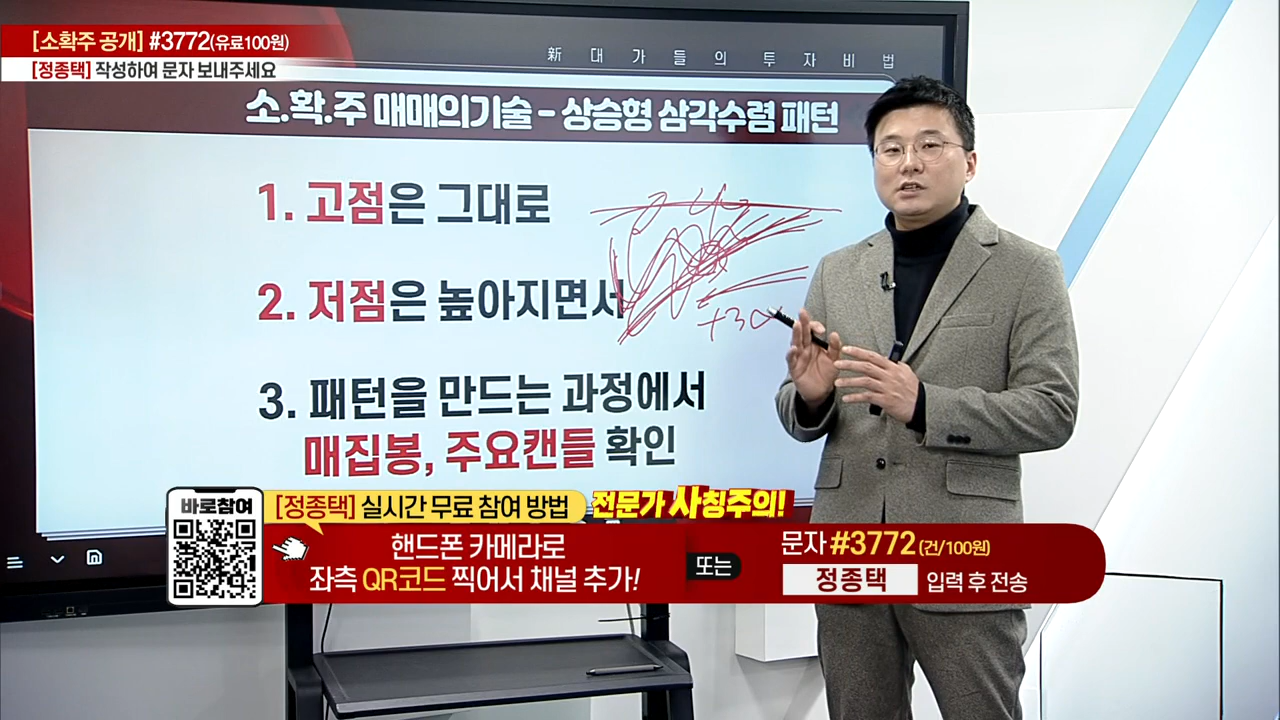 [소확주 공개] #3772(유료100원)
[정종택] 작성하여 문자 보내주세요
新 대가들의 투자비법
소.확.주 매매의기술 - 상승형 삼각수렴 패턴
1. 고점은 그대로
2. 저점은 높아지면서
+3α
3. 패턴을 만드는 과정에서
매집봉, 주요캔들 확인
바로참여
[정종택] 실시간 무료 참여 방법
전문가 사칭주의!
핸드폰 카메라로
좌측 QR코드 찍어서 채널 추가!
또는
문자 #3772 (건/100원)
정종택 입력 후 전송